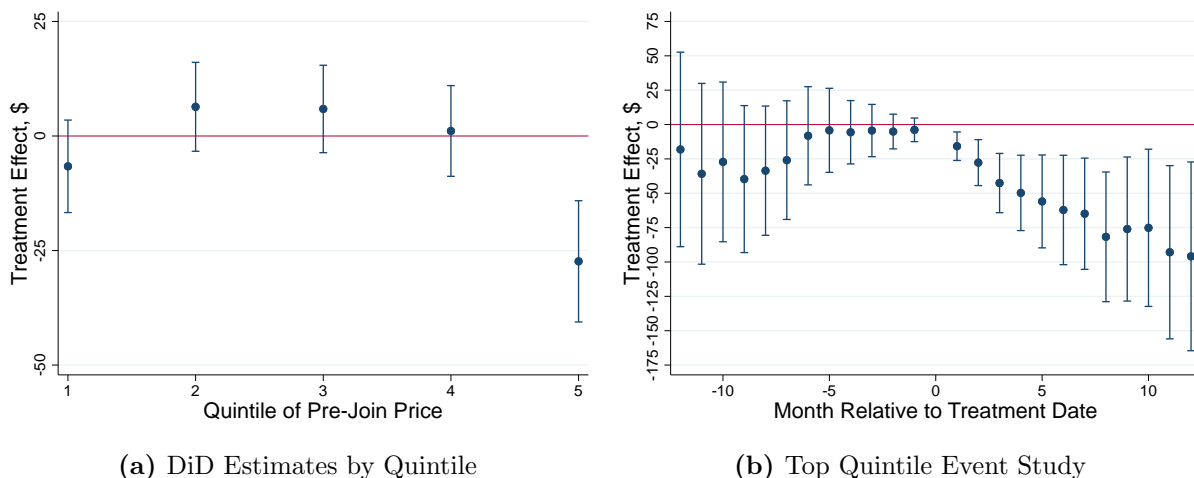 25
0
-25
-50
Treatment Effect, $
1 2 3 4 5
Quintile of Pre-Join Price
(a) DiD Estimates by Quintile
75
50
25
0
-25
-50
-75
-100
-125
-150
-175
Treatment Effect, $
-10 -5 0 5 10
Month Relative to Treatment Date
(b) Top Quintile Event Study